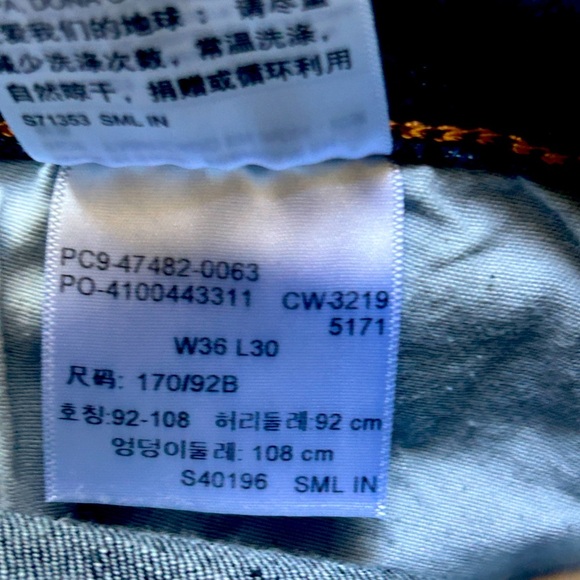 爱我们的地球：请尽量
减少洗涤次数，常温洗涤，
自然晾干，捐赠或循环利用
S71353 SML IN
PC9-47482-0063
PO-4100443311 CW-3219
5171
W36 L30
尺码: 170/92B
호칭:92-108 허리둘레:92 cm
엉덩이둘레: 108 cm
S40196 SML IN